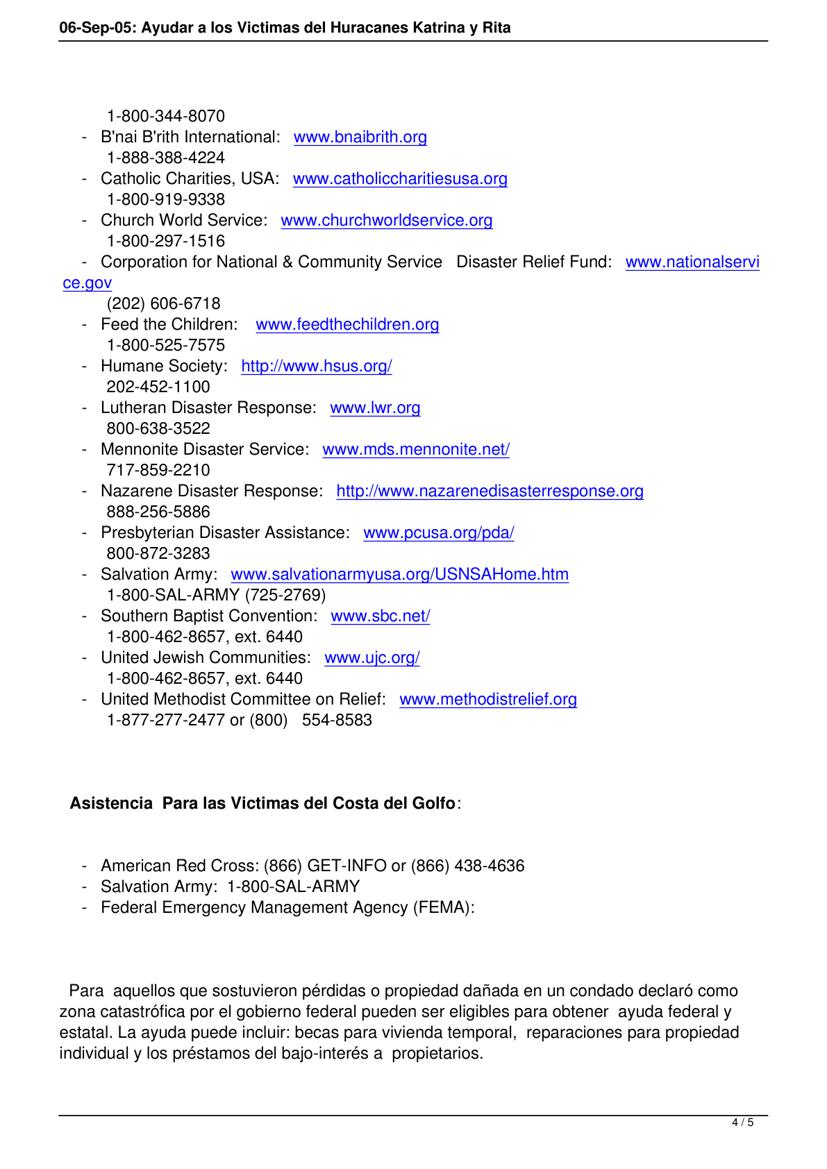 06-Sep-05: Ayudar a los Victimas del Huracanes Katrina y Rita
1-800-344-8070
- B'nai B'rith International: www.bnaibrith.org
1-888-388-4224
- Catholic Charities, USA: www.catholiccharitiesusa.org
1-800-919-9338
- Church World Service: www.churchworldservice.org
1-800-297-1516
- Corporation for National & Community Service Disaster Relief Fund: www.nationalservi
ce.gov
(202) 606-6718
- Feed the Children: www.feedthechildren.org
1-800-525-7575
- Humane Society: http://www.hsus.org/
202-452-1100
- Lutheran Disaster Response: www.lwr.org
800-638-3522
- Mennonite Disaster Service: www.mds.mennonite.net/
717-859-2210
- Nazarene Disaster Response: http://www.nazarenedisasterresponse.org
888-256-5886
- Presbyterian Disaster Assistance: www.pcusa.org/pda/
800-872-3283
- Salvation Army: www.salvationarmyusa.org/USNSAHome.htm
1-800-SAL-ARMY (725-2769)
- Southern Baptist Convention: www.sbc.net/
1-800-462-8657, ext. 6440
- United Jewish Communities: www.ujc.org/
1-800-462-8657, ext. 6440
- United Methodist Committee on Relief: www.methodistrelief.org
1-877-277-2477 or (800) 554-8583
Asistencia Para las Victimas del Costa del Golfo:
- American Red Cross: (866) GET-INFO or (866) 438-4636
- Salvation Army: 1-800-SAL-ARMY
- Federal Emergency Management Agency (FEMA):
Para aquellos que sostuvieron pérdidas o propiedad dañada en un condado declaró como
zona catastrófica por el gobierno federal pueden ser eligibles para obtener ayuda federal y
estatal. La ayuda puede incluir: becas para vivienda temporal, reparaciones para propiedad
individual y los préstamos del bajo-interés a propietarios.
4 / 5